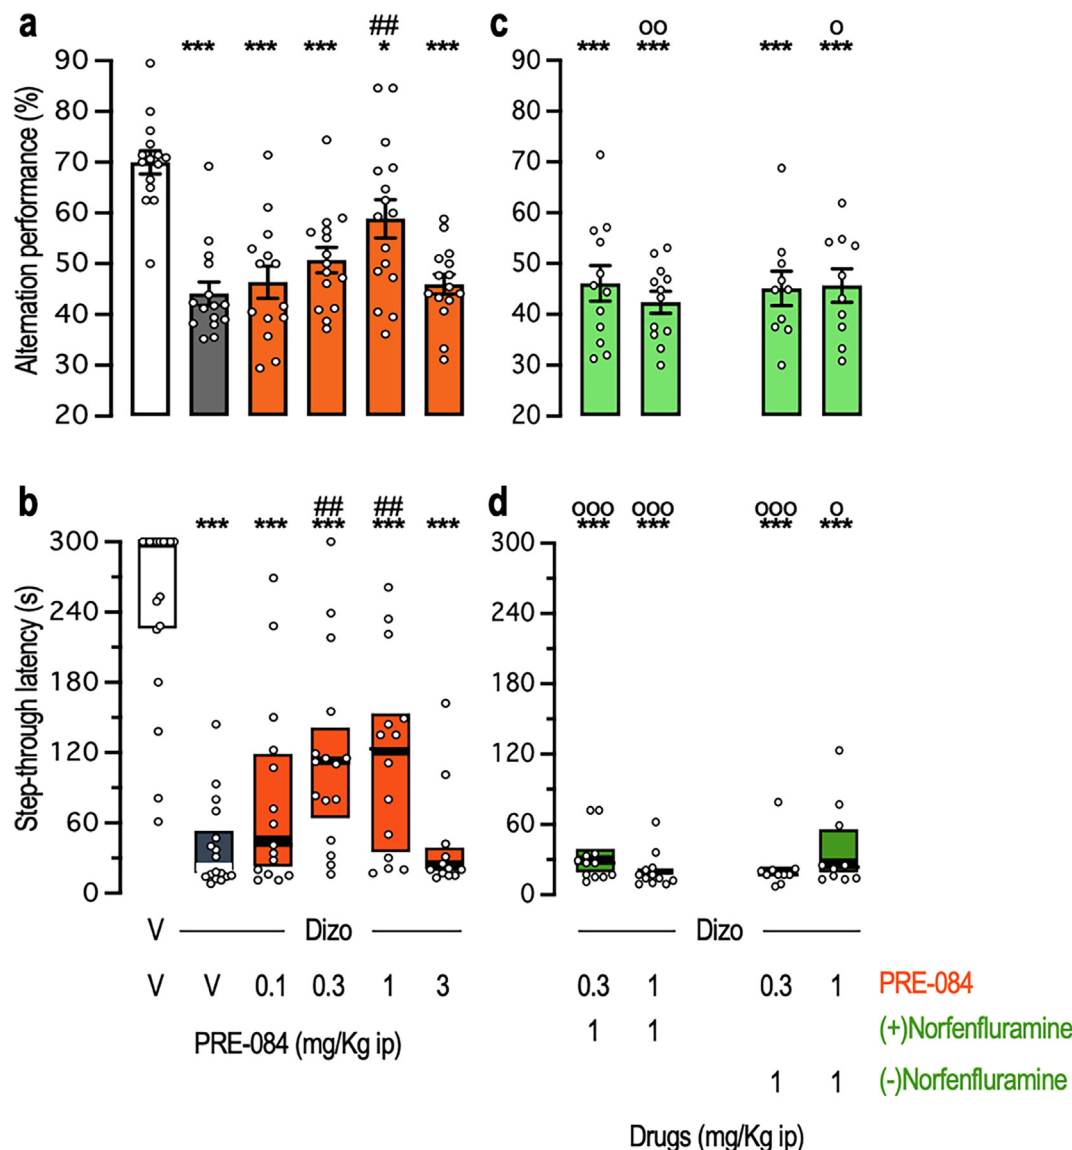 a
##
*** *** *** * ***
Alternation performance (%)
90
80
70
60
50
40
30
20
c
oo o
*** *** *** ***
90
80
70
60
50
40
30
20
b
## ##
*** *** *** *** ***
Step-through latency (s)
300
240
180
120
60
0
d
ooo ooo ooo o
*** *** *** ***
300
240
180
120
60
0
V Dizo
V V 0.1 0.3 1 3
PRE-084 (mg/Kg ip)
Dizo
0.3 1 0.3 1 PRE-084
1 1 (+)Norfenfluramine
1 1 (-)Norfenfluramine
Drugs (mg/Kg ip)